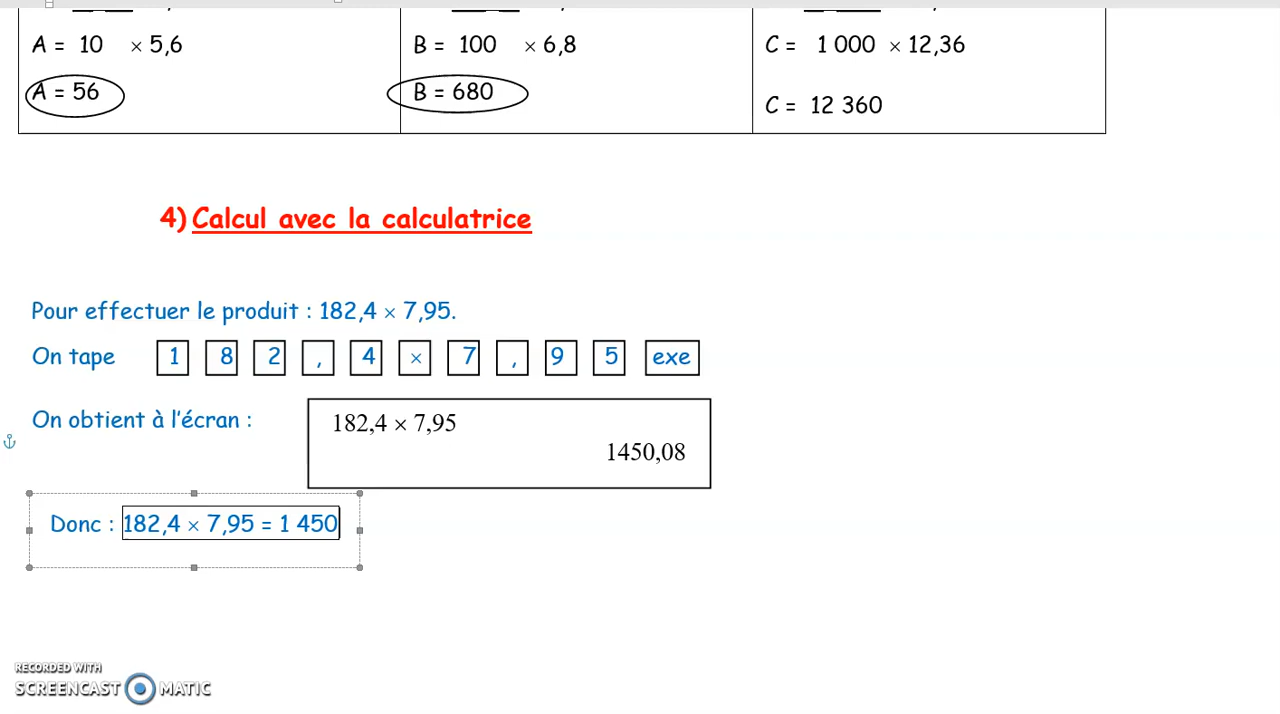 A = 10 × 5,6
B = 100 × 6,8
C = 1 000 × 12,36
A = 56
B = 680
C = 12 360
4) Calcul avec la calculatrice
Pour effectuer le produit : 182,4 × 7,95.
On tape 1 8 2 , 4 × 7 , 9 5 exe
On obtient à l'écran :
182,4 × 7,95
1450,08
Donc : 182,4 × 7,95 = 1 450
RECORDED WITH
SCREENCAST MATIC